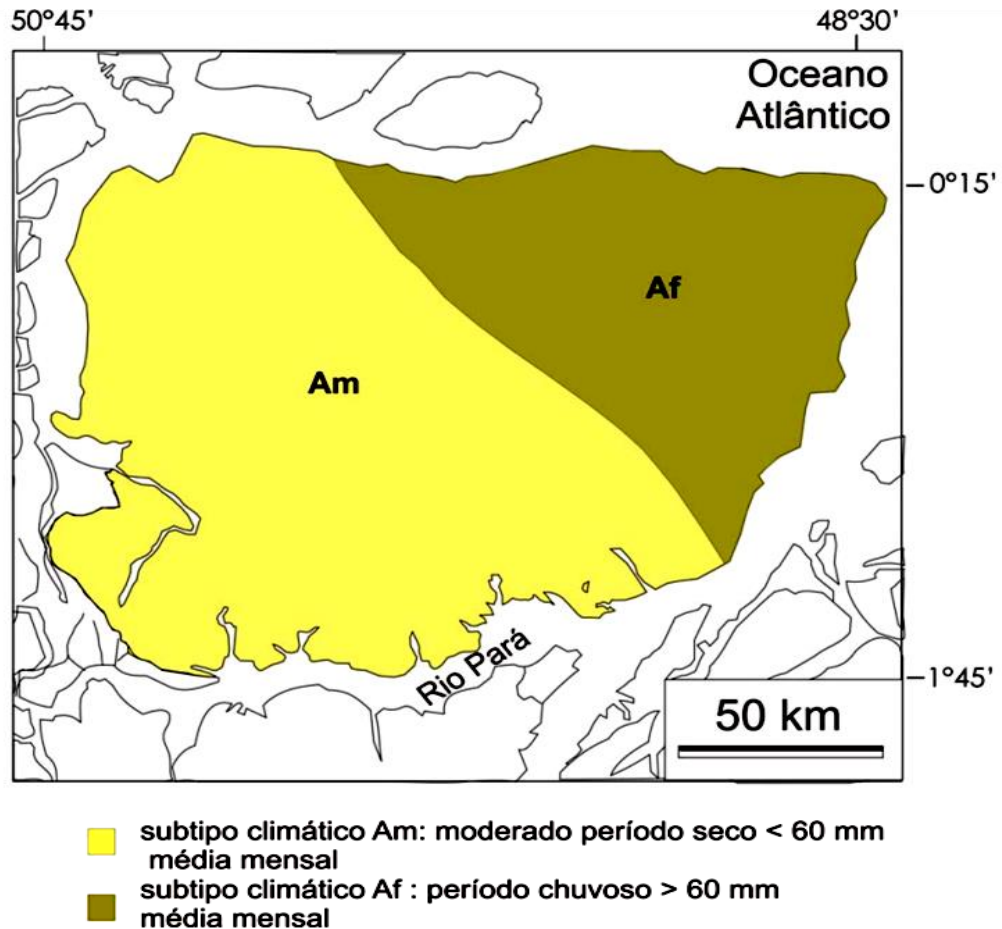 50°45'
48°30'
Oceano
Atlântico
0°15'
Af
Am
Rio Pará
1°45'
50 km
subtipo climático Am: moderado período seco < 60 mm
média mensal
subtipo climático Af : período chuvoso > 60 mm
média mensal